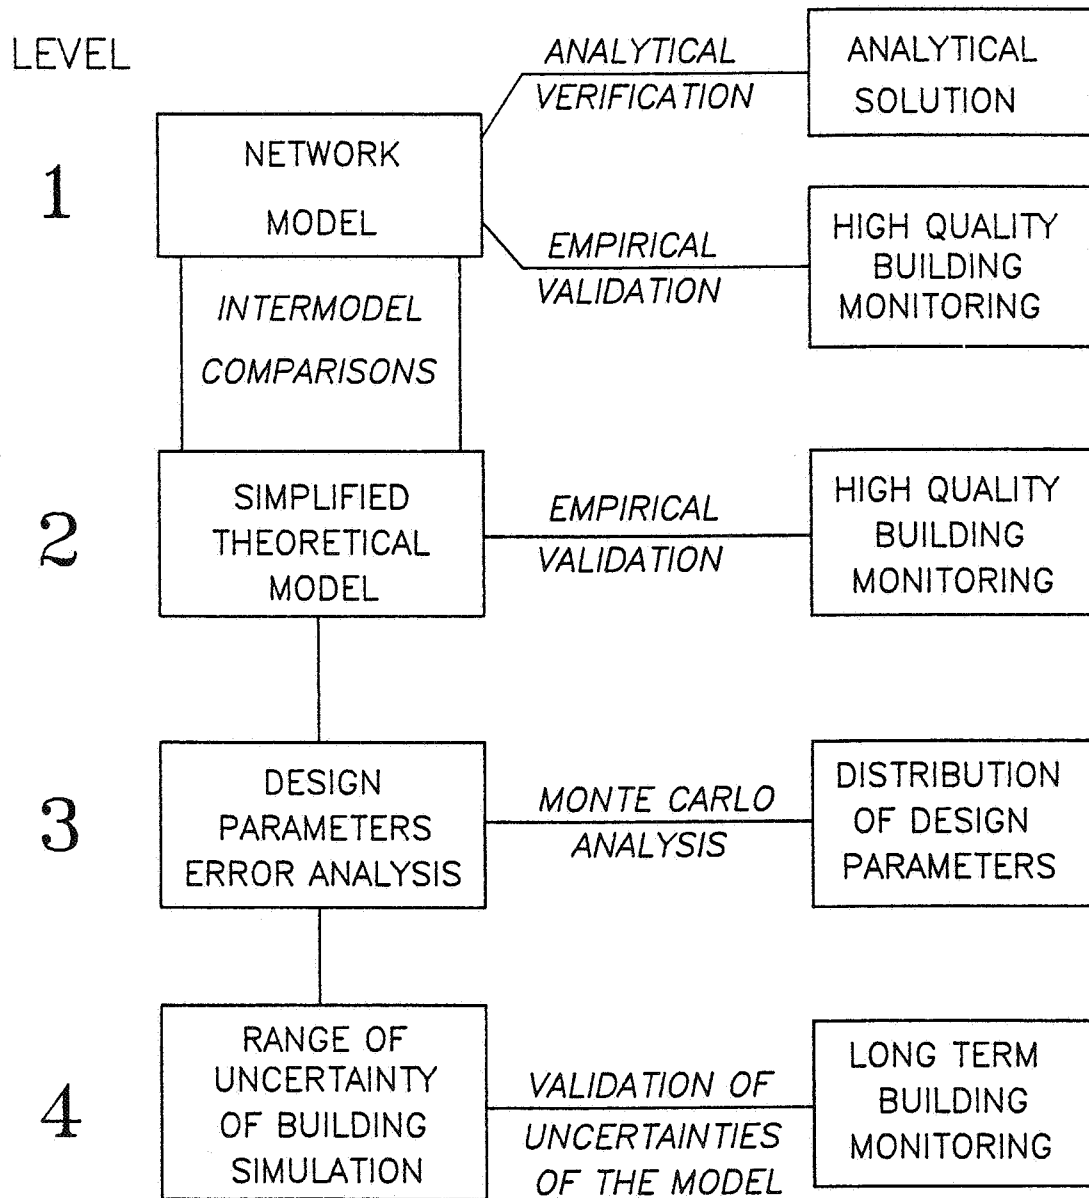 LEVEL
1
NETWORK
MODEL
ANALYTICAL
VERIFICATION
ANALYTICAL
SOLUTION
EMPIRICAL
VALIDATION
HIGH QUALITY
BUILDING
MONITORING
INTERMODEL
COMPARISONS
2
SIMPLIFIED
THEORETICAL
MODEL
EMPIRICAL
VALIDATION
HIGH QUALITY
BUILDING
MONITORING
3
DESIGN
PARAMETERS
ERROR ANALYSIS
MONTE CARLO
ANALYSIS
DISTRIBUTION
OF DESIGN
PARAMETERS
4
RANGE OF
UNCERTAINTY
OF BUILDING
SIMULATION
VALIDATION OF
UNCERTAINTIES
OF THE MODEL
LONG TERM
BUILDING
MONITORING